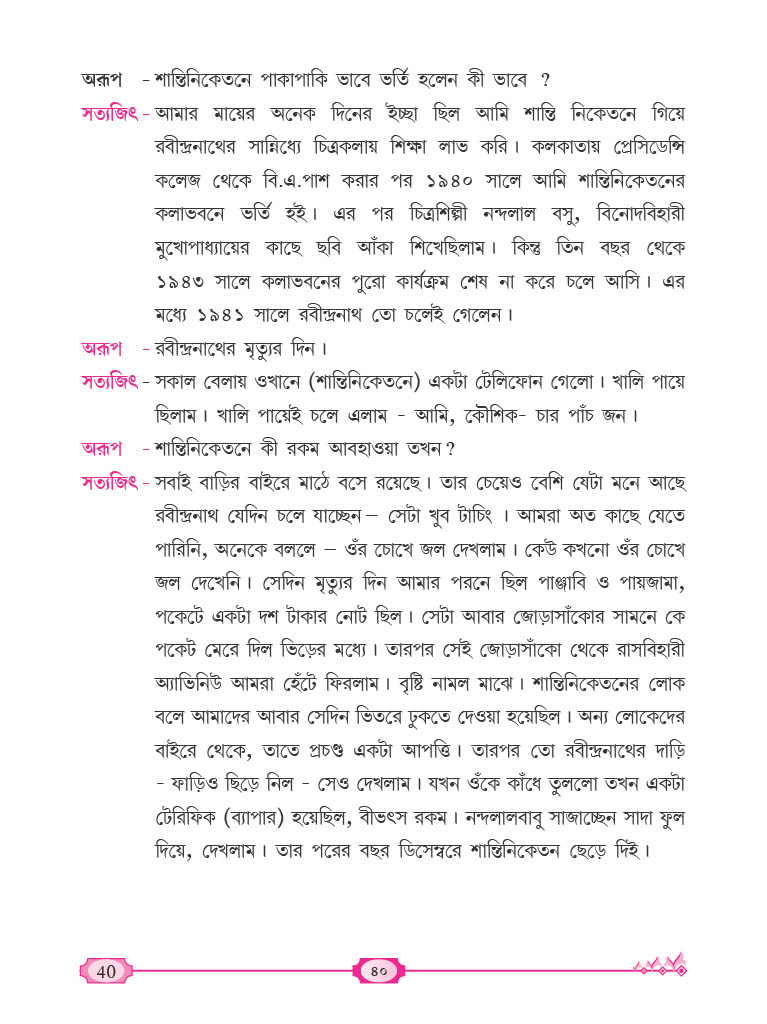 অরূপ - শান্তিনিকেতনে পাকাপাকি ভাবে ভর্তি হলেন কী ভাবে ?
সত্যজিৎ - আমার মায়ের অনেক দিনের ইচ্ছা ছিল আমি শান্তি নিকেতনে গিয়ে
রবীন্দ্রনাথের সান্নিধ্যে চিত্রকলায় শিক্ষা লাভ করি। কলকাতায় প্রেসিডেন্সি
কলেজ থেকে বি.এ.পাশ করার পর ১৯৪০ সালে আমি শান্তিনিকেতনের
কলাভবনে ভর্তি হই। এর পর চিত্রশিল্পী নন্দলাল বসু, বিনোদবিহারী
মুখোপাধ্যায়ের কাছে ছবি আঁকা শিখেছিলাম। কিন্তু তিন বছর থেকে
১৯৪৩ সালে কলাভবনের পুরো কার্যক্রম শেষ না করে চলে আসি। এর
মধ্যে ১৯৪১ সালে রবীন্দ্রনাথ তো চলেই গেলেন।
অরূপ - রবীন্দ্রনাথের মৃত্যুর দিন।
সত্যজিৎ - সকাল বেলায় ওখানে (শান্তিনিকেতনে) একটা টেলিফোন গেলো। খালি পায়ে
ছিলাম। খালি পায়েই চলে এলাম - আমি, কৌশিক- চার পাঁচ জন।
অরূপ - শান্তিনিকেতনে কী রকম আবহাওয়া তখন?
সত্যজিৎ - সবাই বাড়ির বাইরে মাঠে বসে রয়েছে। তার চেয়েও বেশি যেটা মনে আছে
রবীন্দ্রনাথ যেদিন চলে যাচ্ছেন – সেটা খুব টাচিং । আমরা অত কাছে যেতে
পারিনি, অনেকে বললে – ওঁর চোখে জল দেখলাম। কেউ কখনো ওঁর চোখে
জল দেখেনি। সেদিন মৃত্যুর দিন আমার পরনে ছিল পাঞ্জাবি ও পায়জামা,
পকেটে একটা দশ টাকার নোট ছিল। সেটা আবার জোড়াসাঁকোর সামনে কে
পকেট মেরে দিল ভিড়ের মধ্যে। তারপর সেই জোড়াসাঁকো থেকে রাসবিহারী
অ্যাভিনিউ আমরা হেঁটে ফিরলাম। বৃষ্টি নামল মাঝে। শান্তিনিকেতনের লোক
বলে আমাদের আবার সেদিন ভিতরে ঢুকতে দেওয়া হয়েছিল। অন্য লোকেদের
বাইরে থেকে, তাতে প্রচণ্ড একটা আপত্তি। তারপর তো রবীন্দ্রনাথের দাড়ি
- ফাড়িও ছিড়ে নিল - সেও দেখলাম। যখন ওঁকে কাঁধে তুললো তখন একটা
টেরিফিক (ব্যাপার) হয়েছিল, বীভৎস রকম। নন্দলালবাবু সাজাচ্ছেন সাদা ফুল
দিয়ে, দেখলাম। তার পরের বছর ডিসেম্বরে শান্তিনিকেতন ছেড়ে দিই।
40 ৪০